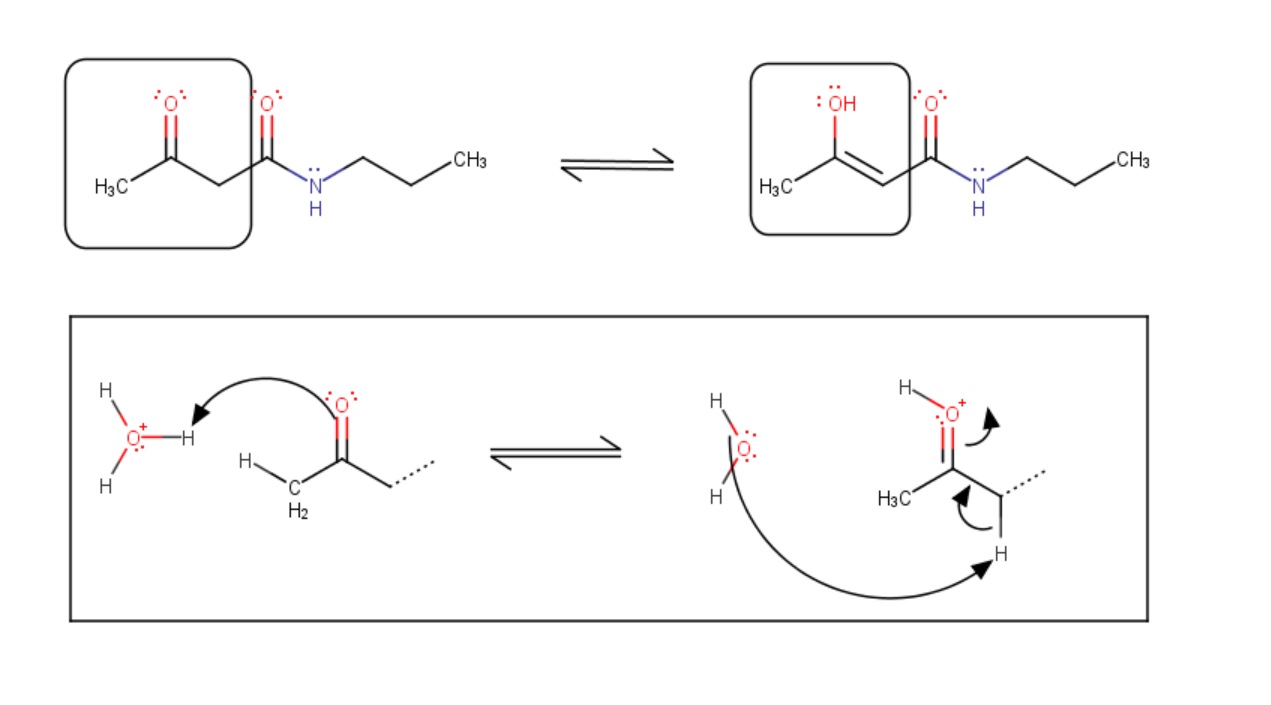 O O OH O
H₃C N H CH₃ H₃C N H CH₃
H H H O⁺ H
O⁺ H H O H H₃C
H C O H
H H₂ H